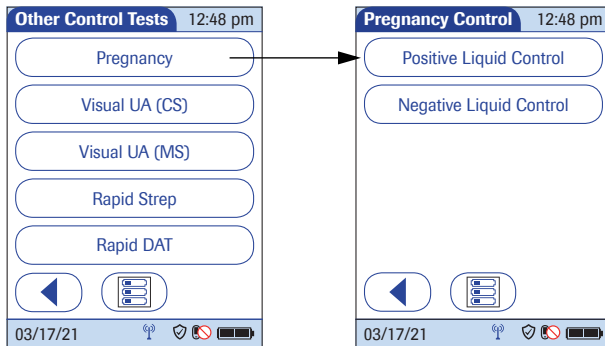 Other Control Tests 12:48 pm
Pregnancy
Visual UA (CS)
Visual UA (MS)
Rapid Strep
Rapid DAT
03/17/21
Pregnancy Control 12:48 pm
Positive Liquid Control
Negative Liquid Control
03/17/21